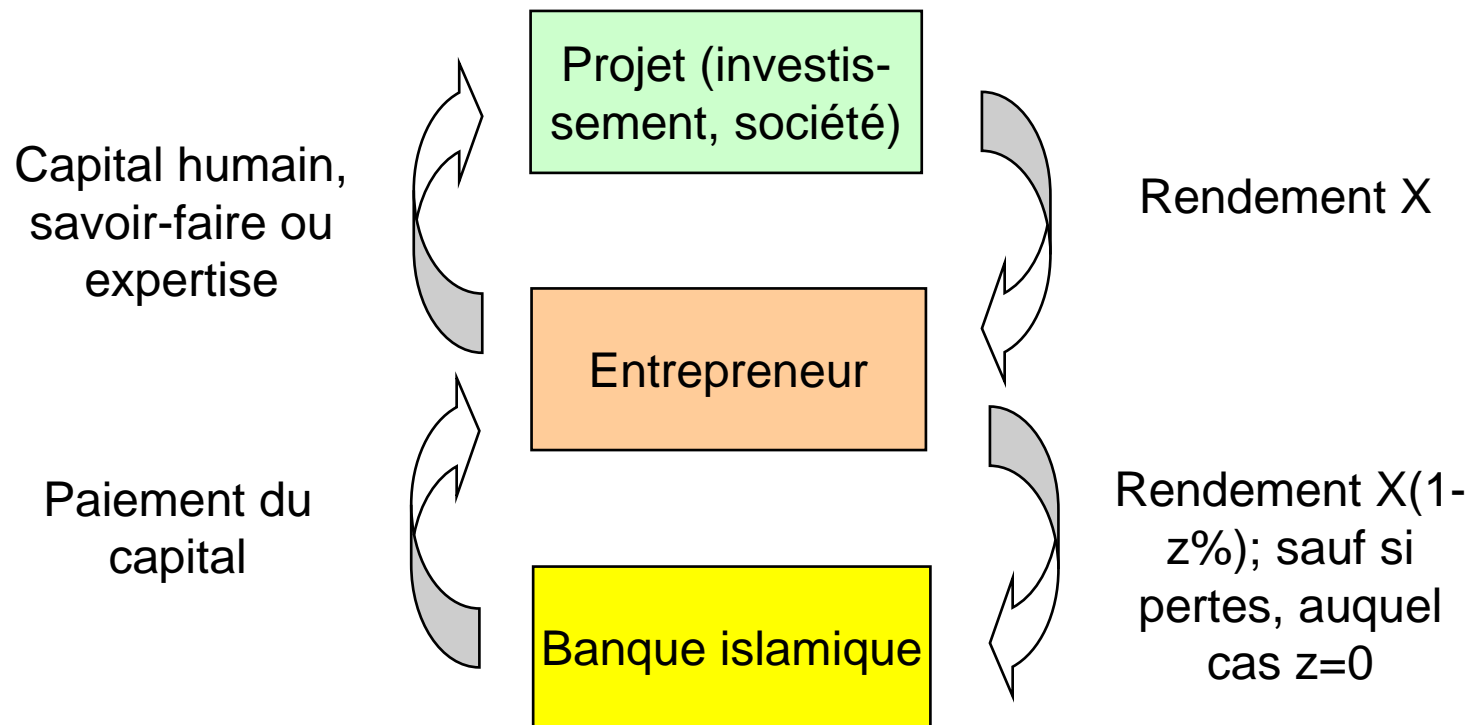 Projet (investis-
sement, société)
Capital humain,
savoir-faire ou
expertise
Rendement X
Entrepreneur
Paiement du
capital
Rendement X(1-
z%); sauf si
pertes, auquel
cas z=0
Banque islamique